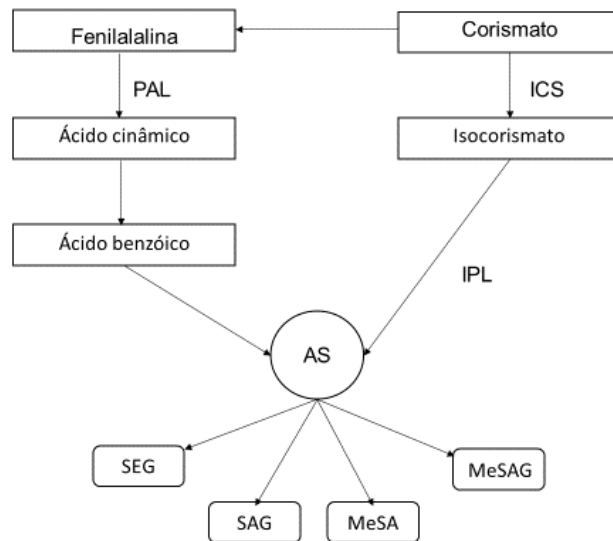 Fenilalalina
Corismato
PAL
ICS
Ácido cinâmico
Isocorismato
Ácido benzóico
IPL
AS
SEG
MeSAG
SAG
MeSA